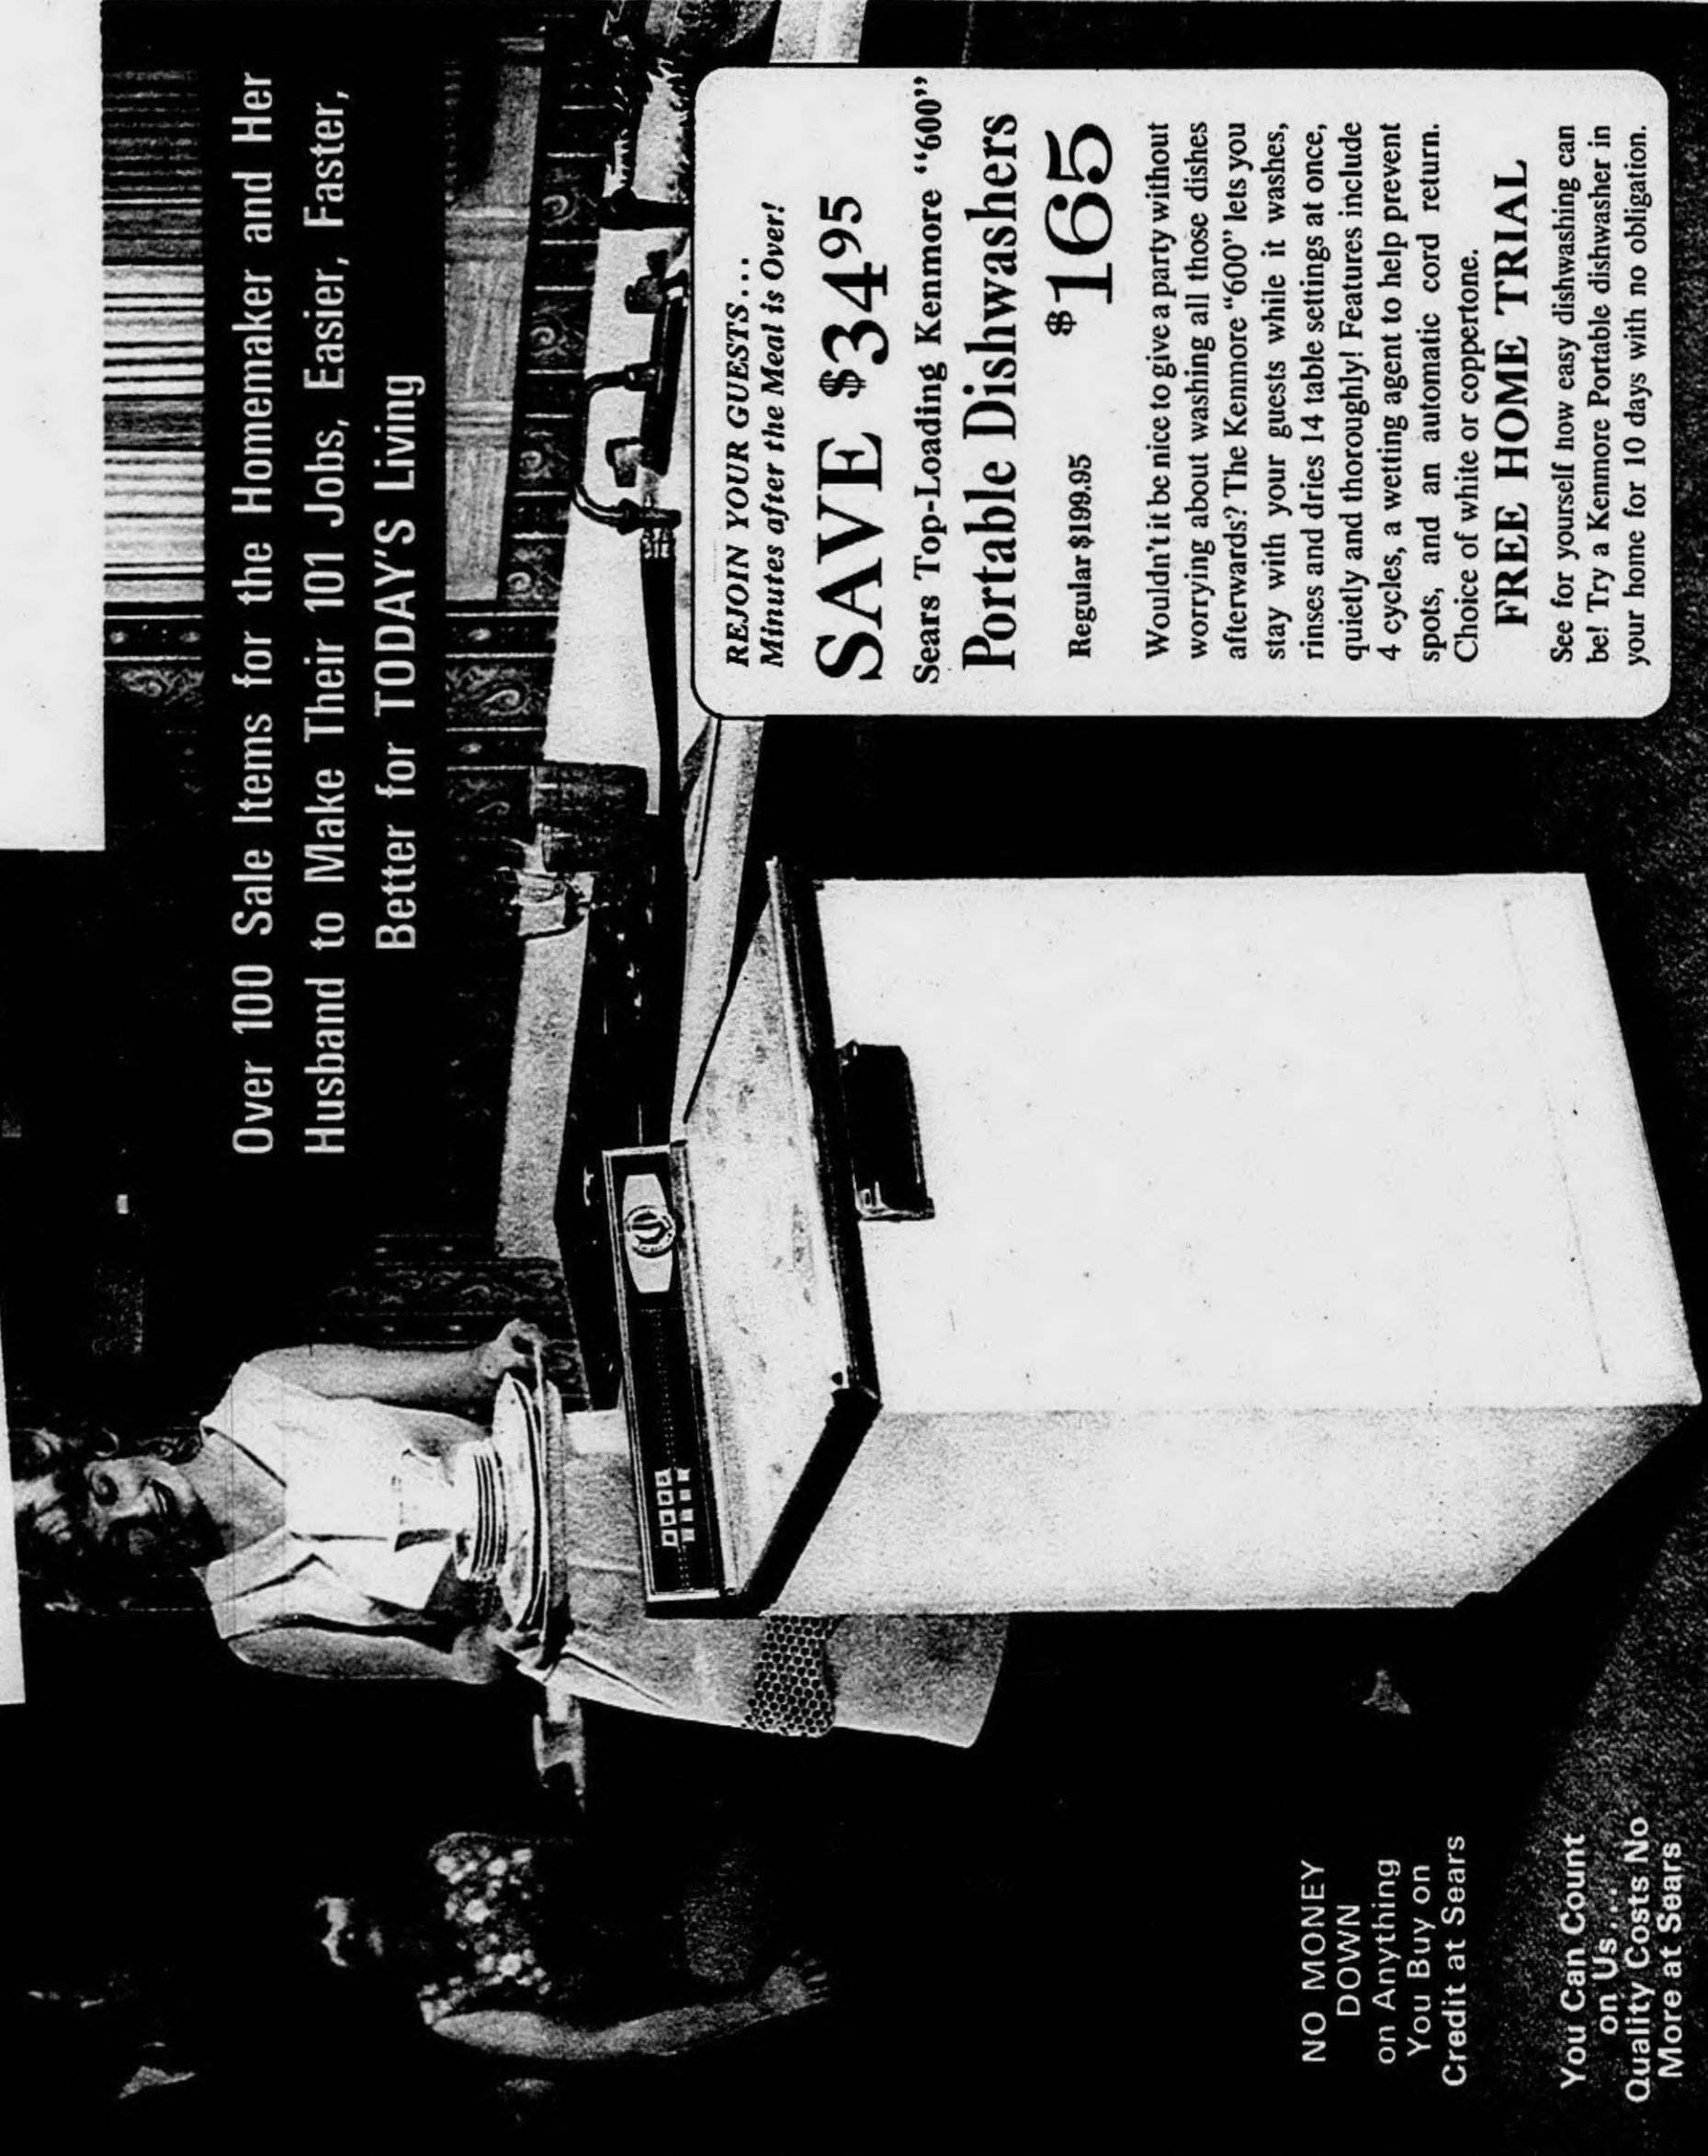 Over 100 Sale Items for the Homemaker and Her
Husband to Make Their 101 Jobs, Easier, Faster,
Better for TODAY'S Living
REJOIN YOUR GUESTS...
Minutes after the Meal is Over!
SAVE $34.95
Sears Top-Loading Kenmore "600"
Portable Dishwashers
Regular $199.95 $165
Wouldn't it be nice to give a party without
worrying about washing all those dishes
afterwards? The Kenmore "600" lets you
stay with your guests while it washes,
rinses and dries 14 table settings at once,
quietly and thoroughly! Features include
4 cycles, a wetting agent to help prevent
spots, and an automatic cord return.
Choice of white or coppertone.
FREE HOME TRIAL
See for yourself how easy dishwashing can
be! Try a Kenmore Portable dishwasher in
your home for 10 days with no obligation.
NO MONEY
DOWN
on Anything
You Buy on
Credit at Sears
You Can Count
on Us...
Quality Costs No
More at Sears